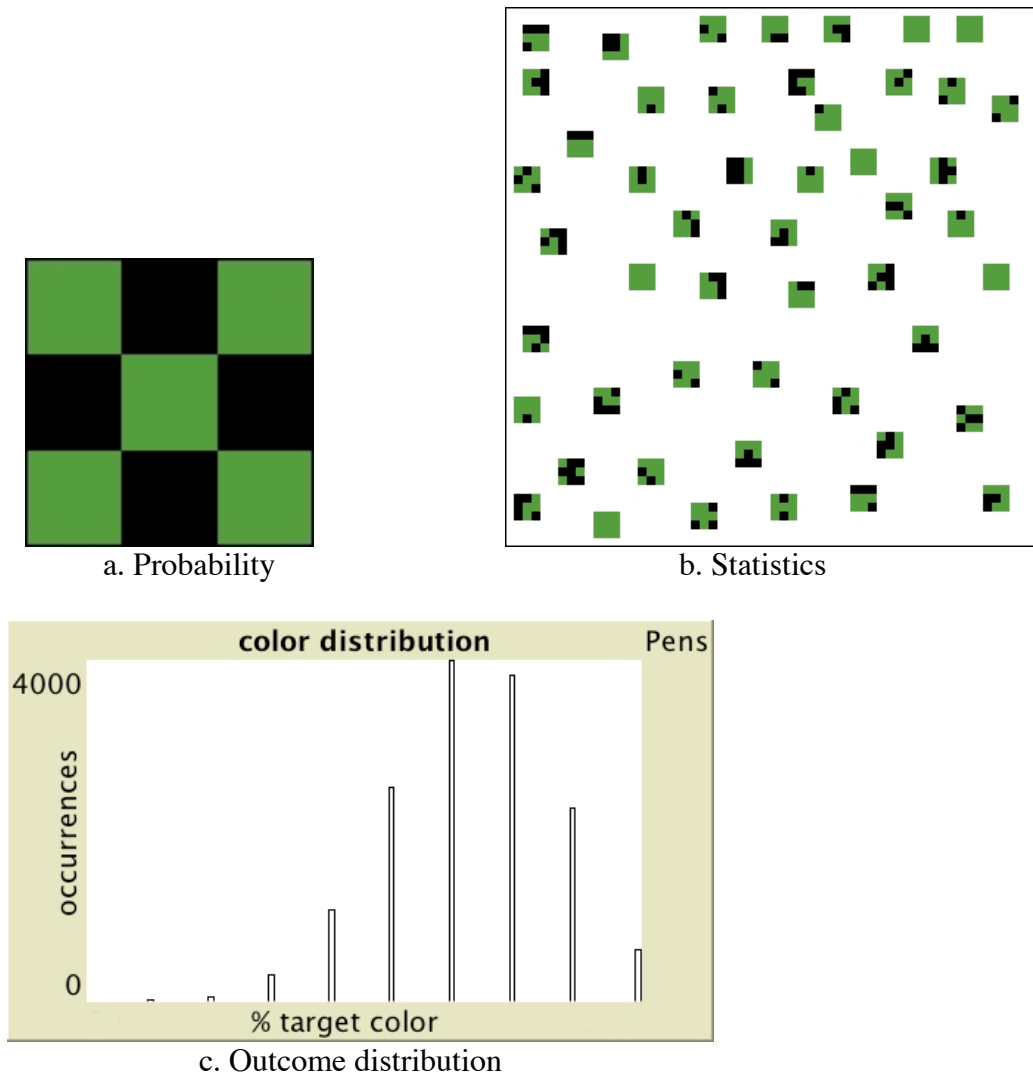 a. Probability
b. Statistics
color distribution
Pens
4000
occurrences
0
% target color
c. Outcome distribution